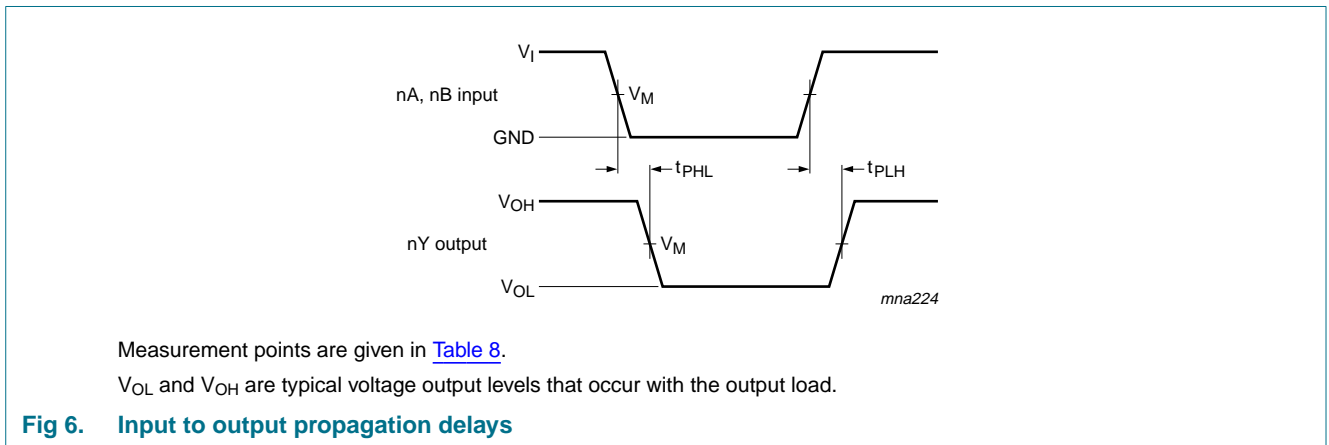 VI
nA, nB input
VM
GND
tPHL
tPLH
VOH
nY output
VM
VOL
mna224
Measurement points are given in Table 8.
VOL and VOH are typical voltage output levels that occur with the output load.
Fig 6. Input to output propagation delays